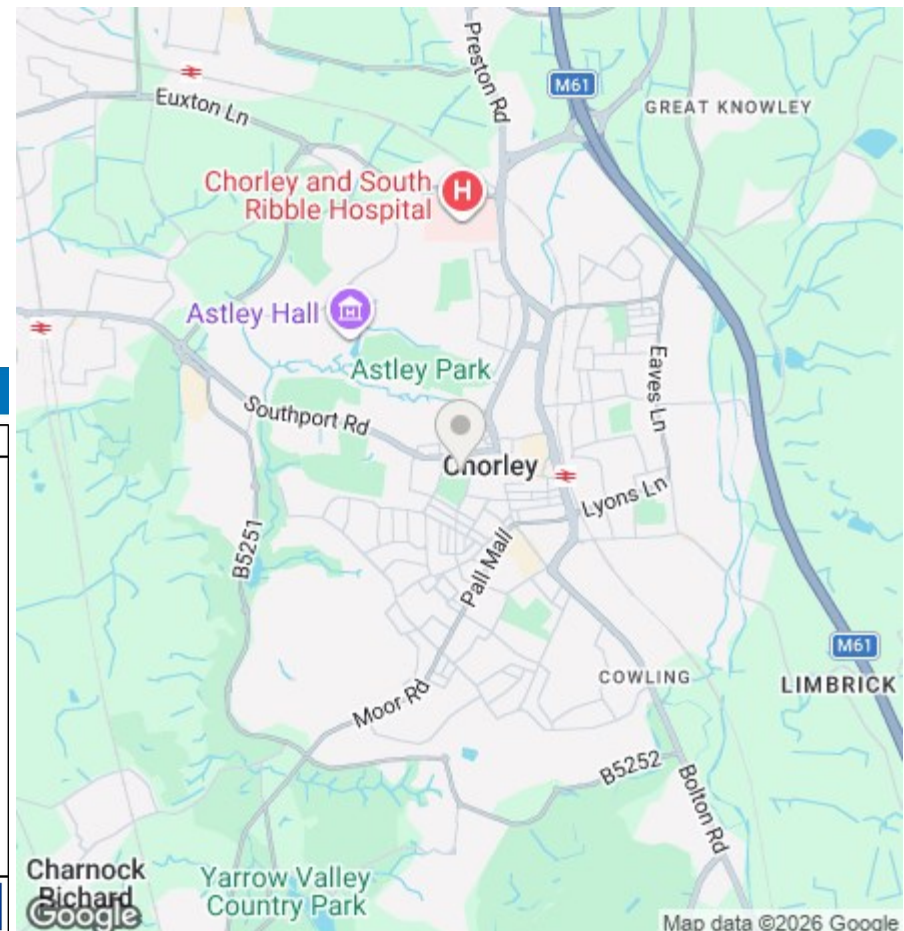 Preston Rd
M61
GREAT KNOWLEY
Euxton Ln
Chorley and South
Ribble Hospital
H
Astley Hall
Astley Park
Eaves Ln
Southport Rd
Chorley
Lyons Ln
B5251
Pall Mall
M61
COWLING
LIMBRICK
Moor Rd
B5252
Bolton Rd
Charnock
Richard
Yarrow Valley
Country Park
Google
Map data ©2026 Google